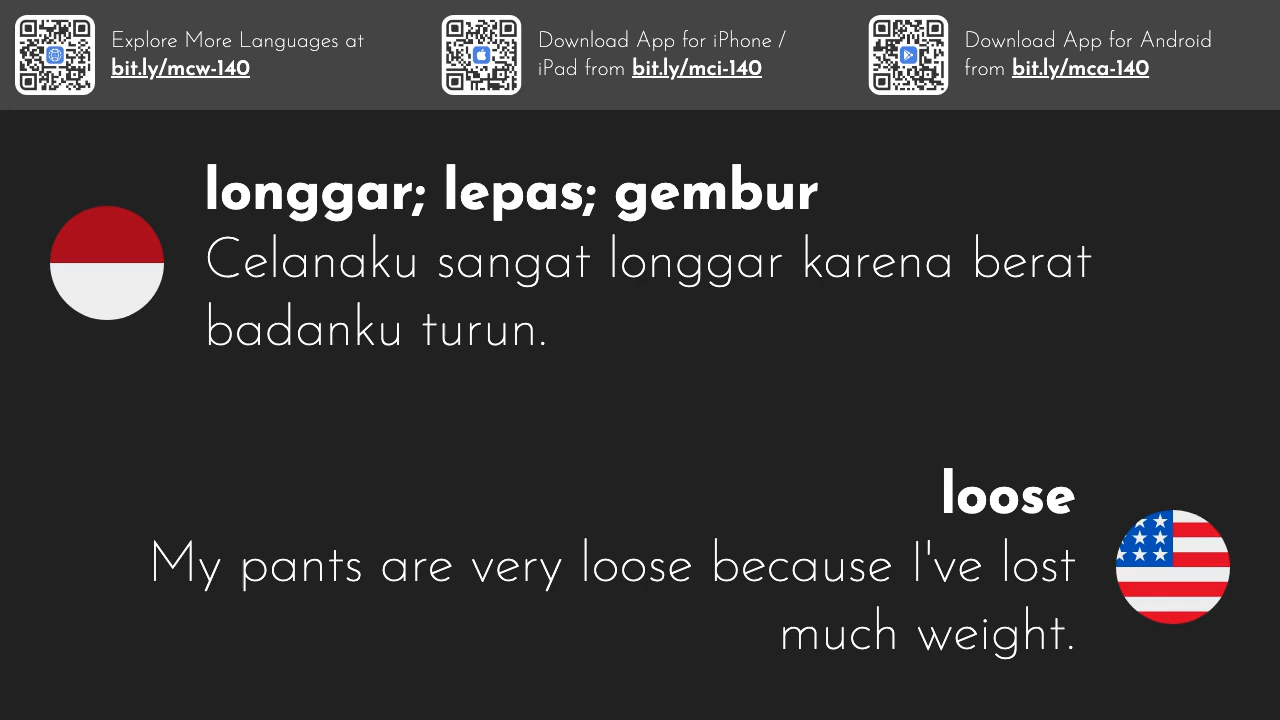 Explore More Languages at
bit.ly/mcw-140
Download App for iPhone /
iPad from bit.ly/mci-140
Download App for Android
from bit.ly/mca-140
longgar; lepas; gembur
Celanaku sangat longgar karena berat
badanku turun.
loose
My pants are very loose because I've lost
much weight.